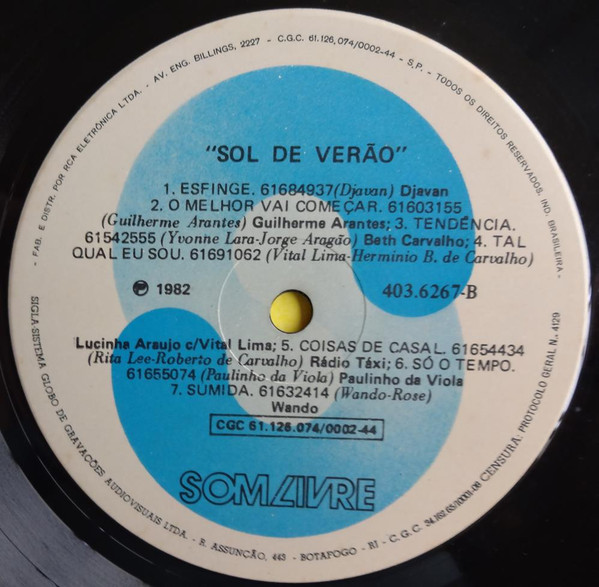 - FAB. E DISTR. POR RCA ELETRÔNICA LTDA. - AV. ENG. BILLINGS, 2227 - C.G.C. 61.126.074/0002-44 - S.P. - TODOS OS DIREITOS RESERVADOS. IND. BRASILEIRA -
"SOL DE VERÃO"
1. ESFINGE. 61684937(Djavan) Djavan
2. O MELHOR VAI COMEÇAR. 61603155
(Guilherme Arantes) Guilherme Arantes; 3. TENDÊNCIA.
61542555 (Yvonne Lara-Jorge Aragão) Beth Carvalho; 4. TAL
QUAL EU SOU. 61691062 (Vital Lima-Herminio B. de Carvalho)
℗ 1982
403.6267-B
Lucinha Araujo c/Vital Lima; 5. COISAS DE CASAL. 61654434
(Rita Lee-Roberto de Carvalho) Rádio Táxi; 6. SÓ O TEMPO.
61655074 (Paulinho da Viola) Paulinho da Viola
7. SUMIDA. 61632414 (Wando-Rose)
Wando
CGC 61.126.074/0002-44
SOM LIVRE
SIGLA-SISTEMA GLOBO DE GRAVAÇÕES AUDIOVISUAIS LTDA. - R. ASSUNÇÃO, 443 - BOTAFOGO - RJ - C.G.C. 34.162.651/0001-08 CENSURA: PROTOCOLO GERAL N. 4129